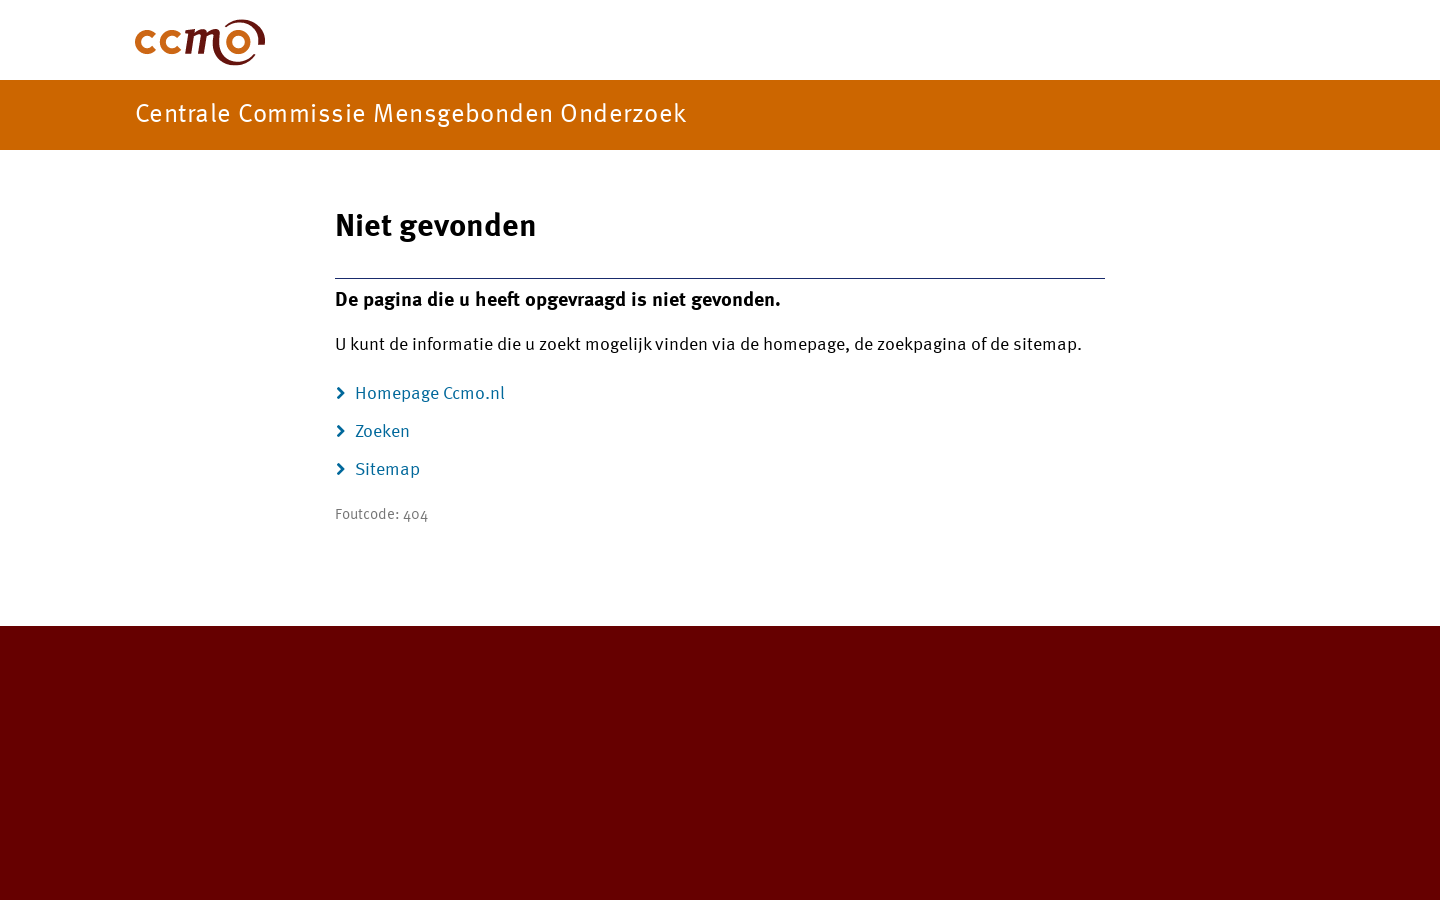 ccmo
Centrale Commissie Mensgebonden Onderzoek
Niet gevonden
De pagina die u heeft opgevraagd is niet gevonden.
U kunt de informatie die u zoekt mogelijk vinden via de homepage, de zoekpagina of de sitemap.
Homepage Ccmo.nl
Zoeken
Sitemap
Foutcode: 404